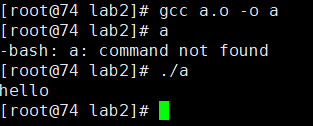 [root@74 lab2]# gcc a.o -o a
[root@74 lab2]# a
-bash: a: command not found
[root@74 lab2]# ./a
hello
[root@74 lab2]#